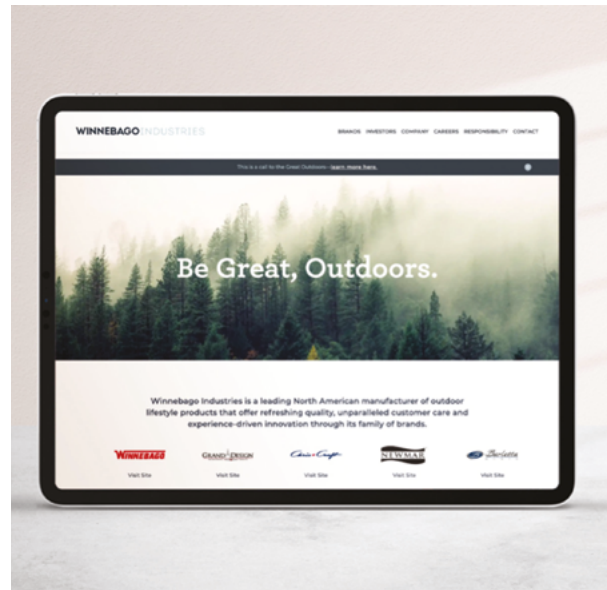 WINNEBAGO INDUSTRIES
BRANDS INVESTORS COMPANY CAREERS RESPONSIBILITY CONTACT
This is a call to the Great Outdoors - learn more here.
Be Great, Outdoors.
Winnebago Industries is a leading North American manufacturer of outdoor
lifestyle products that offer refreshing quality, unparalleled customer care and
experience-driven innovation through its family of brands.
WINNEBAGO GRAND DESIGN Chris Craft NEWMAR
Visit Site Visit Site Visit Site Visit Site Visit Site